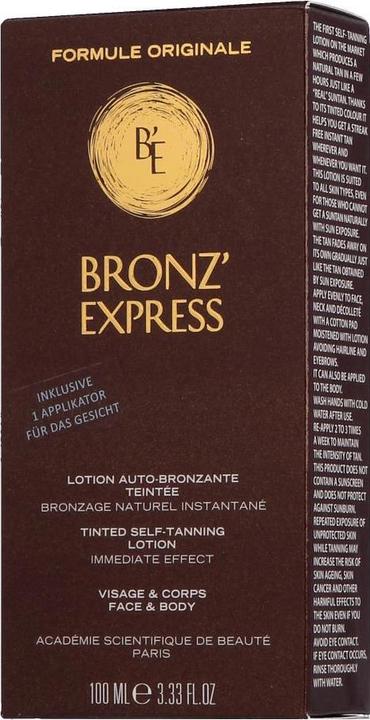 FORMULE ORIGINALE
B'E
BRONZ'
EXPRESS
INKLUSIVE
1 APPLIKATOR
FÜR DAS GESICHT
LOTION AUTO-BRONZANTE
TEINTÉE
BRONZAGE NATUREL INSTANTANÉ
TINTED SELF-TANNING
LOTION
IMMEDIATE EFFECT
VISAGE & CORPS
FACE & BODY
ACADÉMIE SCIENTIFIQUE DE BEAUTÉ
PARIS
100 ML e 3.33 FL.OZ
THE FIRST SELF-TANNING
LOTION ON THE MARKET
WHICH PRODUCES A
NATURAL TAN IN A FEW
HOURS JUST LIKE A
"REAL" SUNTAN. THANKS
TO ITS TINTED COLOUR IT
HELPS YOU GET A STREAK
FREE INSTANT TAN
WHEREVER AND
WHENEVER YOU WANT IT.
THIS LOTION IS SUITED
TO ALL SKIN TYPES, EVEN
FOR THOSE WHO CANNOT
GET A SUNTAN NATURALLY
WITH SUN EXPOSURE.
THE TAN FADES AWAY ON
ITS OWN GRADUALLY JUST
LIKE THE TAN OBTAINED
BY SUN EXPOSURE.
APPLY EVENLY TO FACE,
NECK AND DÉCOLLETÉ
WITH A COTTON PAD
MOISTENED WITH LOTION
AVOIDING HAIRLINE AND
EYEBROWS.
IT CAN ALSO BE APPLIED
TO THE BODY.
WASH HANDS WITH COLD
WATER AFTER USE.
RE-APPLY 2 TO 3 TIMES
A WEEK TO MAINTAIN
THE INTENSITY OF TAN.
THIS PRODUCT DOES NOT
CONTAIN A SUNSCREEN
AND DOES NOT PROTECT
AGAINST SUNBURN.
REPEATED EXPOSURE OF
UNPROTECTED SKIN
WHILE TANNING MAY
INCREASE THE RISK OF
SKIN AGEING, SKIN
CANCER AND OTHER
HARMFUL EFFECTS TO
THE SKIN EVEN IF YOU
DO NOT BURN.
AVOID EYE CONTACT.
IF EYE CONTACT OCCURS,
RINSE THOROUGHLY
WITH WATER.